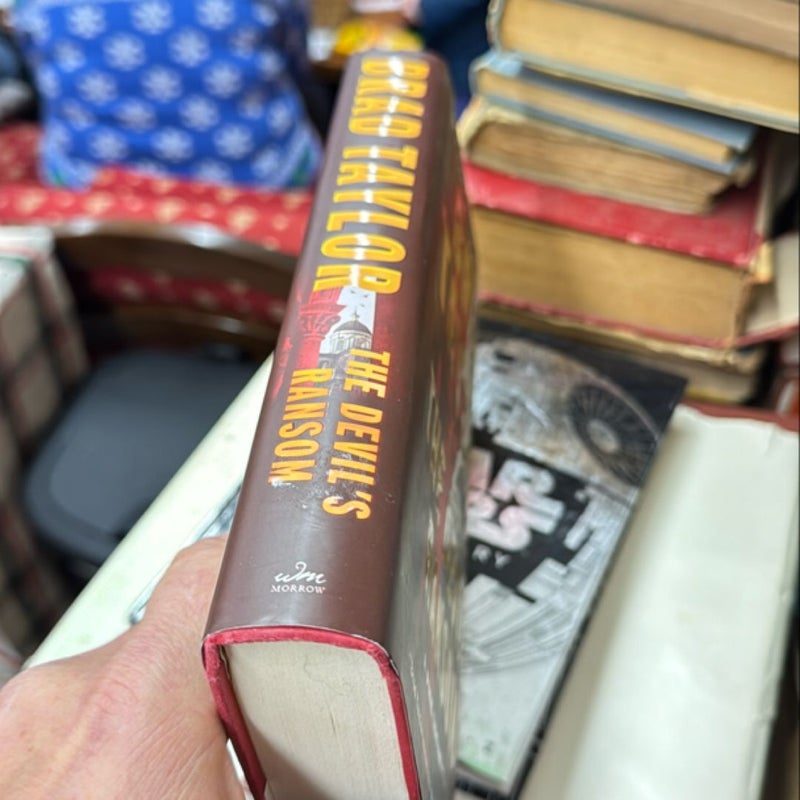 BRAD TAYLOR
THE DEVIL'S
RANSOM
wm
MORROW